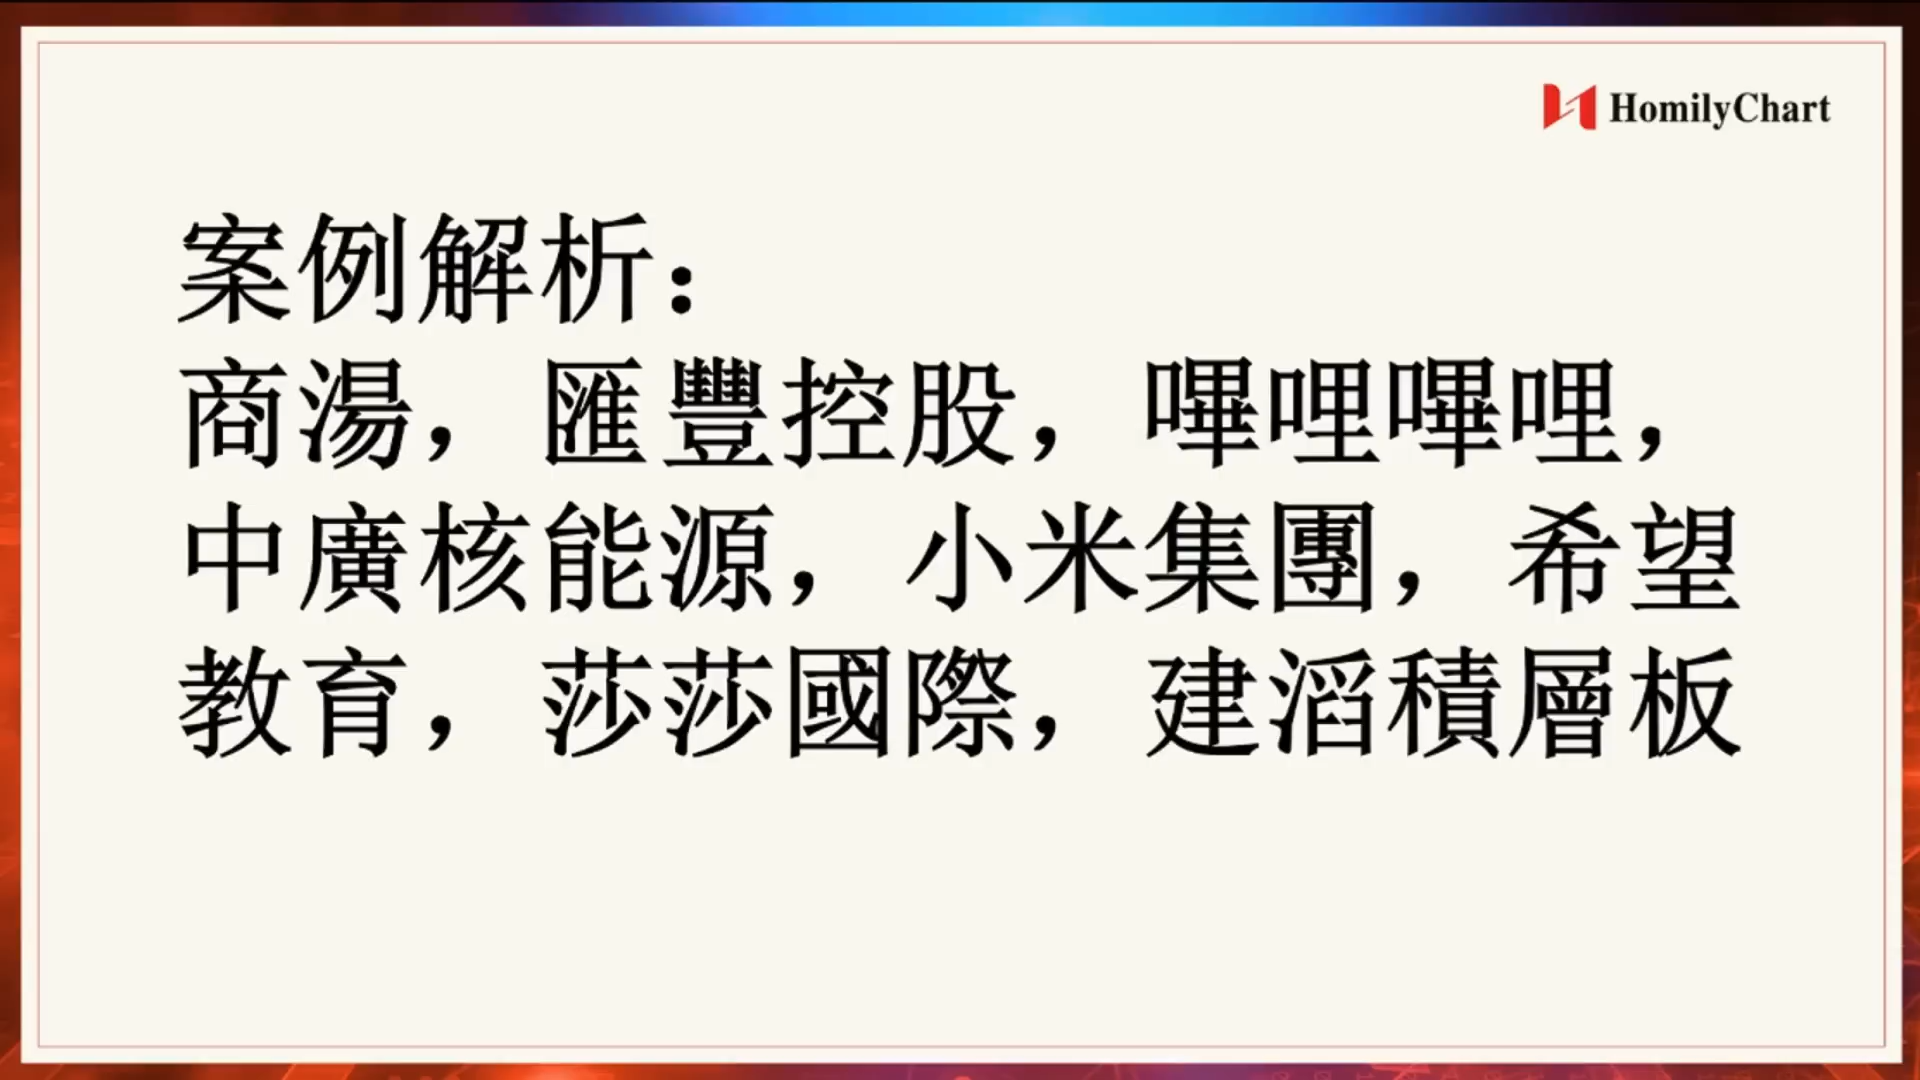 HomilyChart
案例解析：
商湯，匯豐控股，嗶哩嗶哩，
中廣核能源，小米集團，希望
教育，莎莎國際，建滔積層板